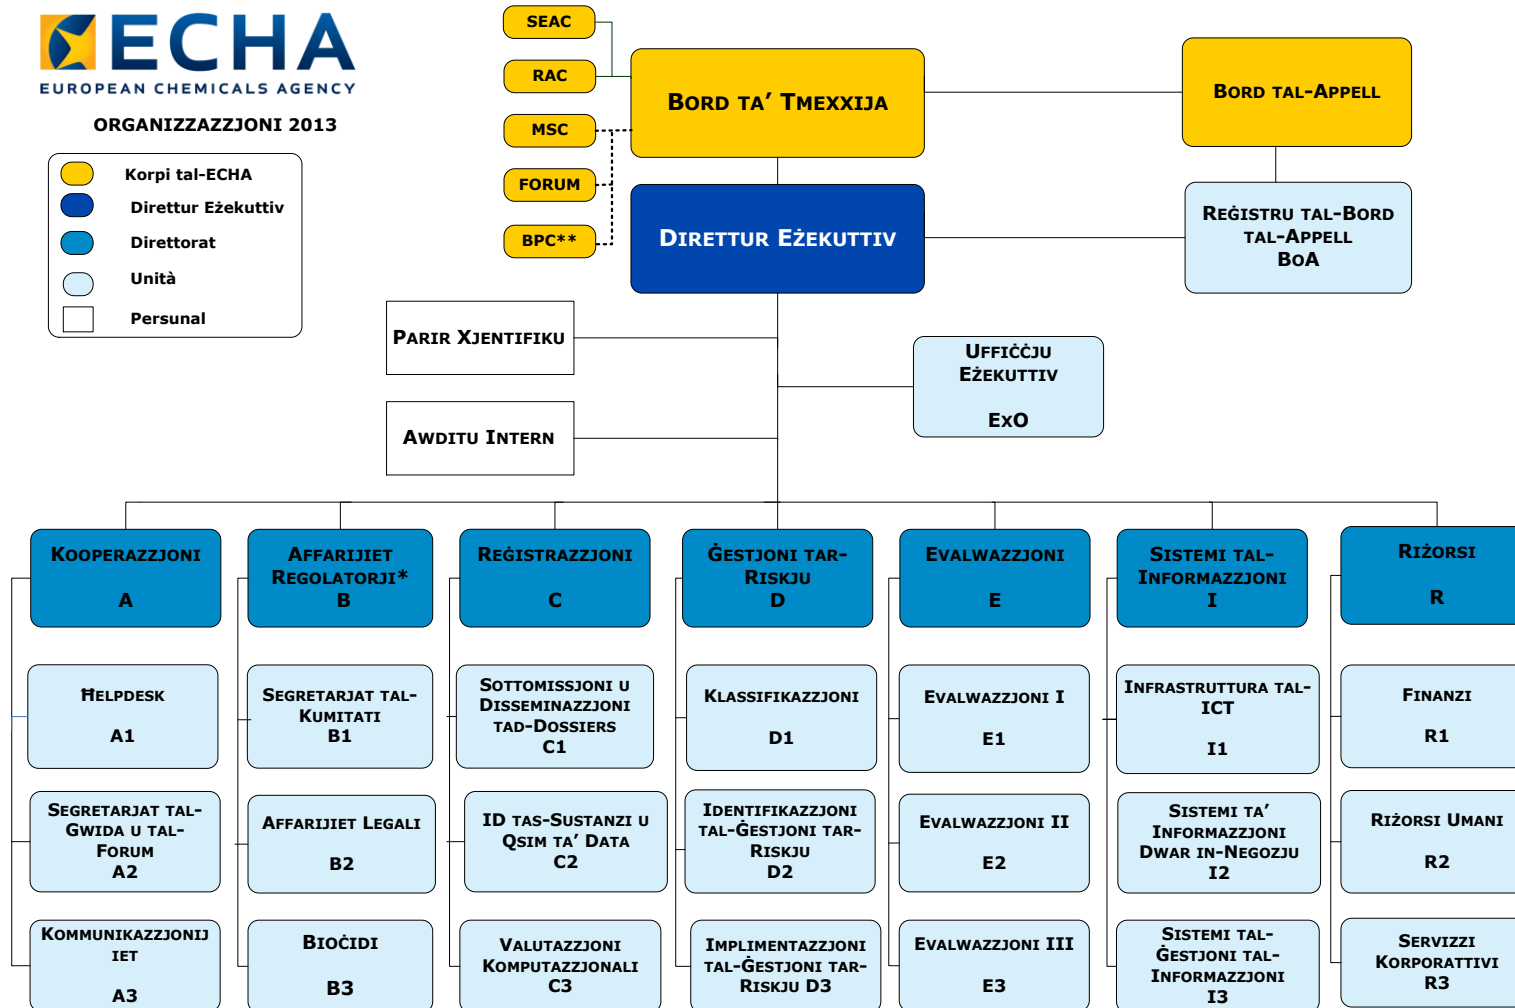 ECHA
EUROPEAN CHEMICALS AGENCY
ORGANIZZAZZJONI 2013
Korpi tal-ECHA
Direttur Eżekuttiv
Direttorat
Unità
Persunal
SEAC
RAC
MSC
FORUM
BPC**
BORD TA’ TMEXXIJA
BORD TAL-APPELL
DIRETTUR EŻEKUTTIV
REĠISTRU TAL-BORD
TAL-APPELL
BOA
PARIR XJENTIFIKU
UFFIĊĊJU
EŻEKUTTIV
EXO
AWDITU INTERN
KOOPERAZZJONI
A
AFFARIJIET
REGOLATORJI*
B
REĠISTRAZZJONI
C
ĠESTJONI TAR-
RISKJU
D
EVALWAZZJONI
E
SISTEMI TAL-
INFORMAZZJONI
I
RIŻORSI
R
ĦELPDESK
A1
SEGRETARJAT TAL-
KUMITATI
B1
SOTTOMISSJONI U
DISSEMINAZZJONI
TAD-DOSSIERS
C1
KLASSIFIKAZZJONI
D1
EVALWAZZJONI I
E1
INFRASTRUTTURA TAL-
ICT
I1
FINANZI
R1
SEGRETARJAT TAL-
GWIDA U TAL-
FORUM
A2
AFFARIJIET LEGALI
B2
ID TAS-SUSTANZI U
QSIM TA’ DATA
C2
IDENTIFIKAZZJONI
TAL-ĠESTJONI TAR-
RISKJU
D2
EVALWAZZJONI II
E2
SISTEMI TA’
INFORMAZZJONI
DWAR IN-NEGOZJU
I2
RIŻORSI UMANI
R2
KOMMUNIKAZZJONIJ
IET
A3
BIOĊIDI
B3
VALUTAZZJONI
KOMPUTAZZJONALI
C3
IMPLIMENTAZZJONI
TAL-ĠESTJONI TAR-
RISKJU D3
EVALWAZZJONI III
E3
SISTEMI TAL-
ĠESTJONI TAL-
INFORMAZZJONI
I3
SERVIZZI
KORPORATTIVI
R3